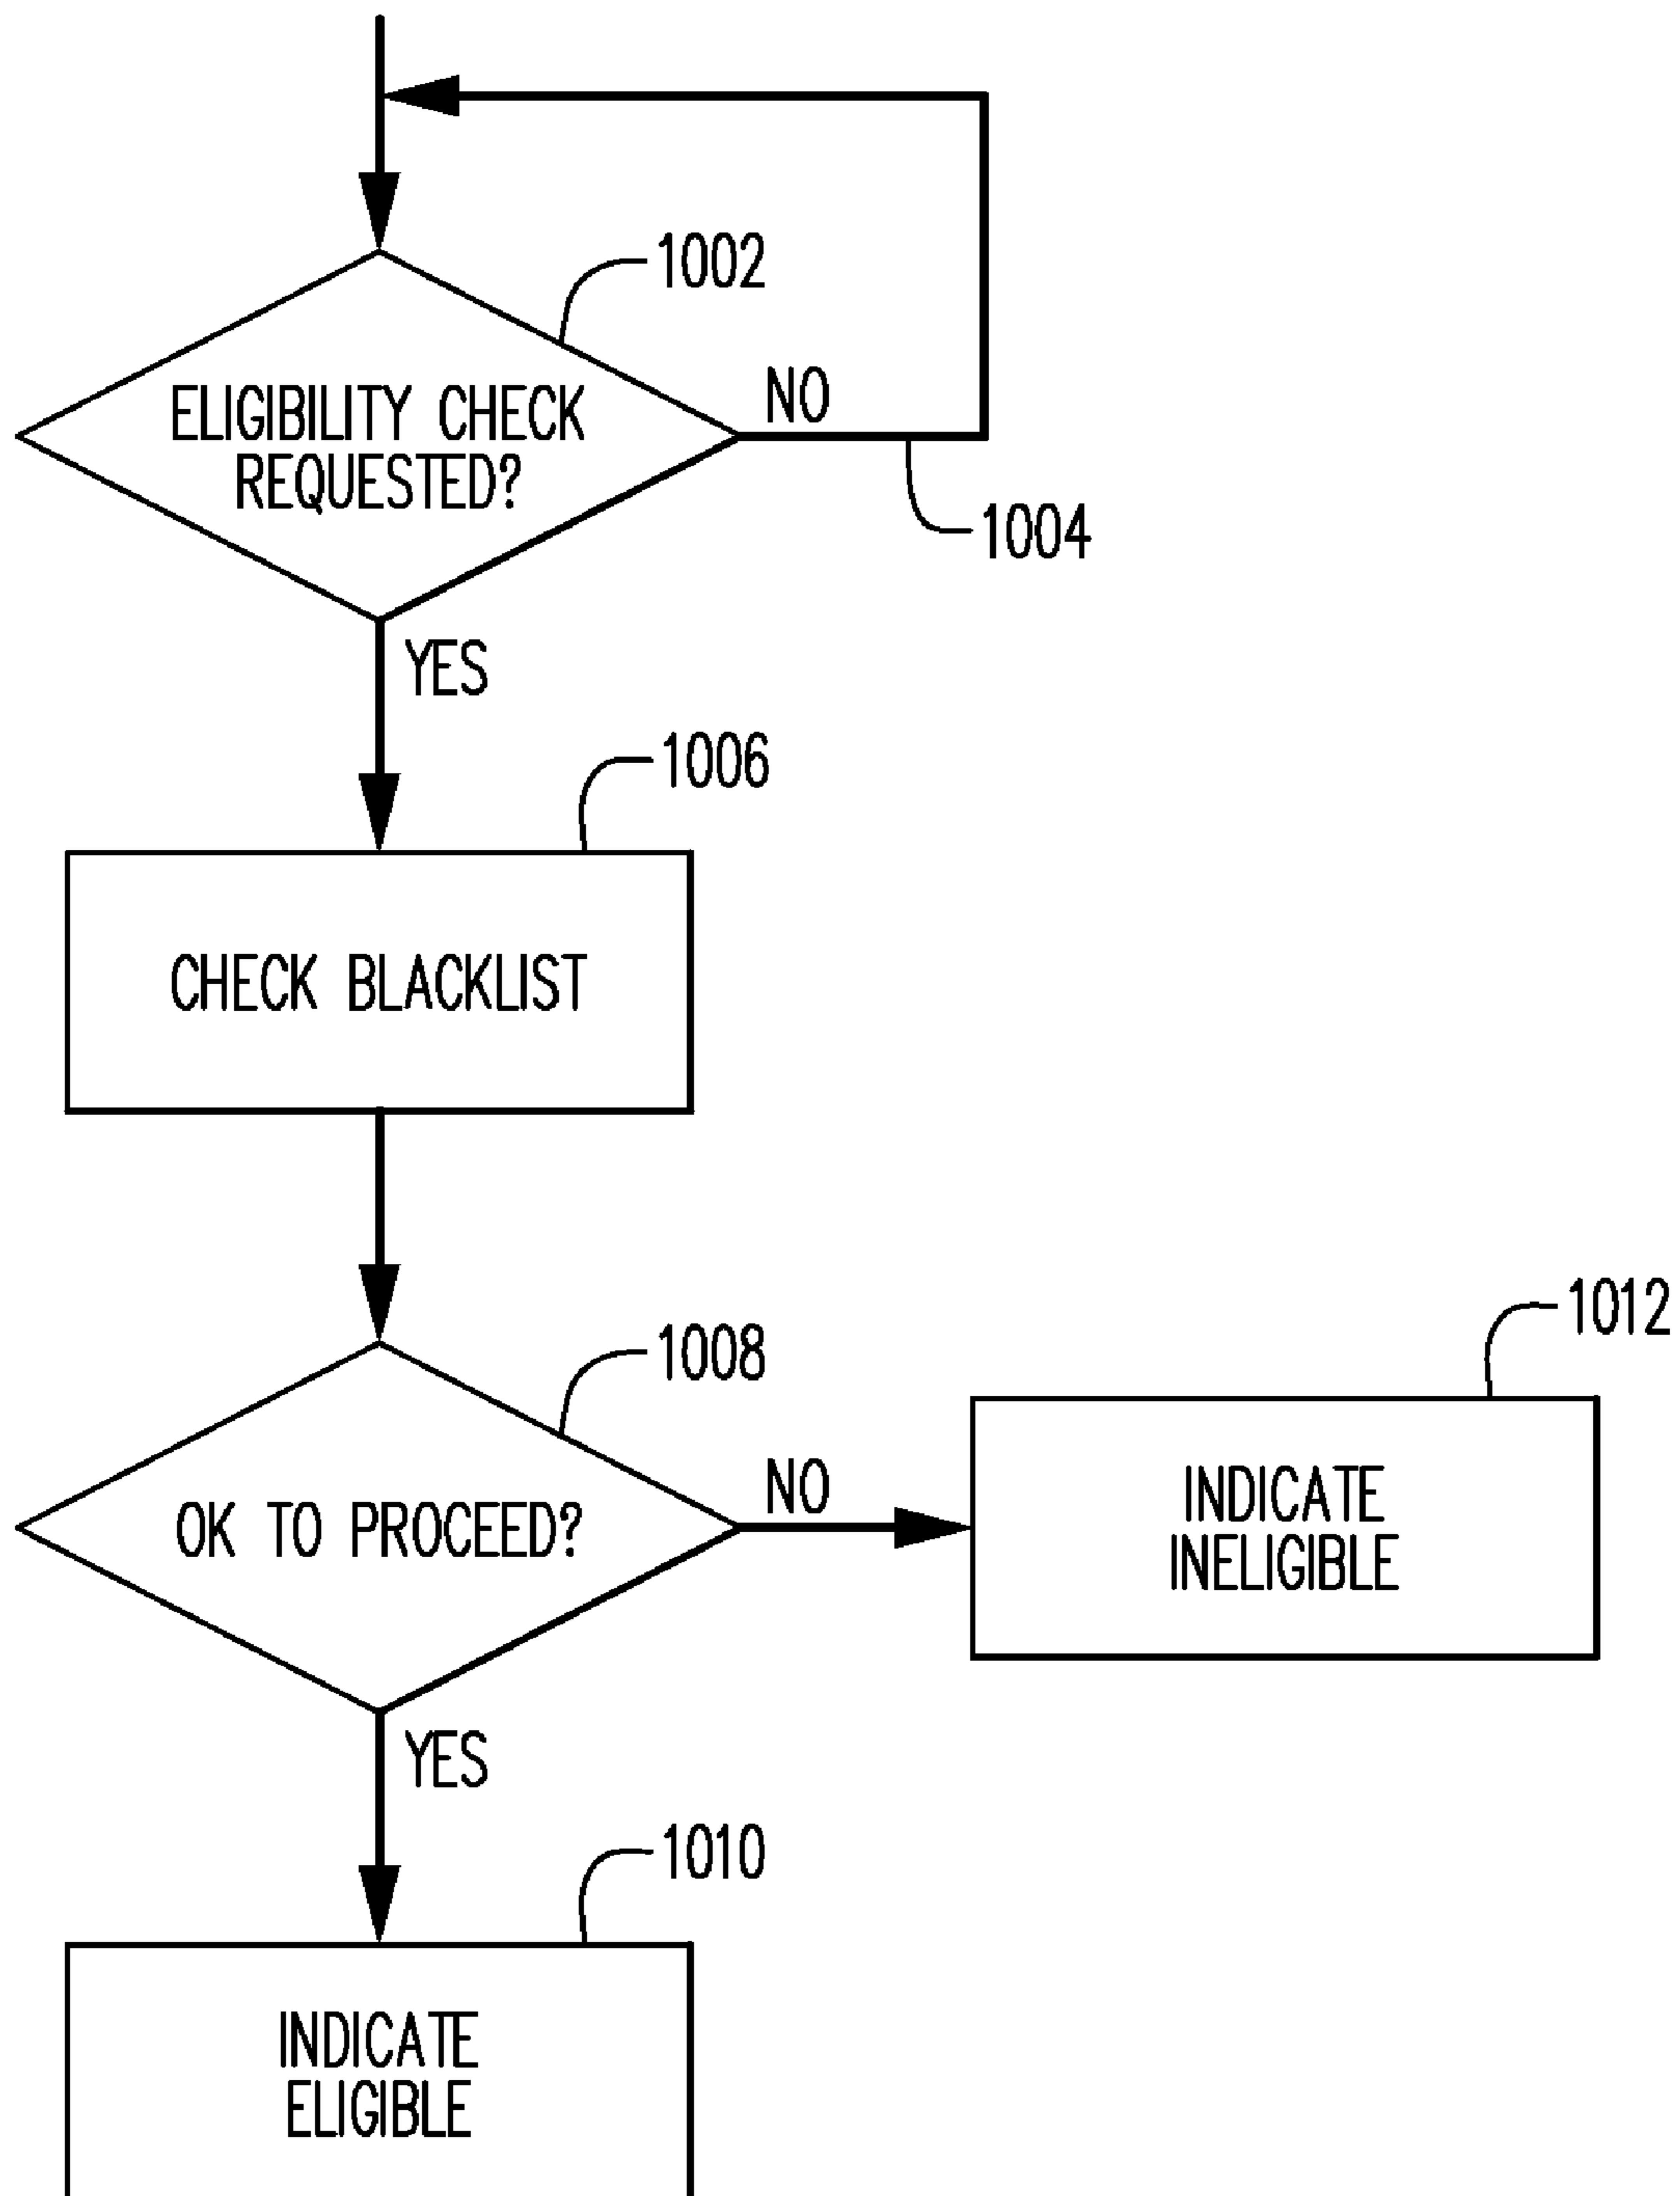 1002
ELIGIBILITY CHECK
REQUESTED?
NO
1004
YES
1006
CHECK BLACKLIST
1008
OK TO PROCEED?
NO
1012
INDICATE
INELIGIBLE
YES
1010
INDICATE
ELIGIBLE